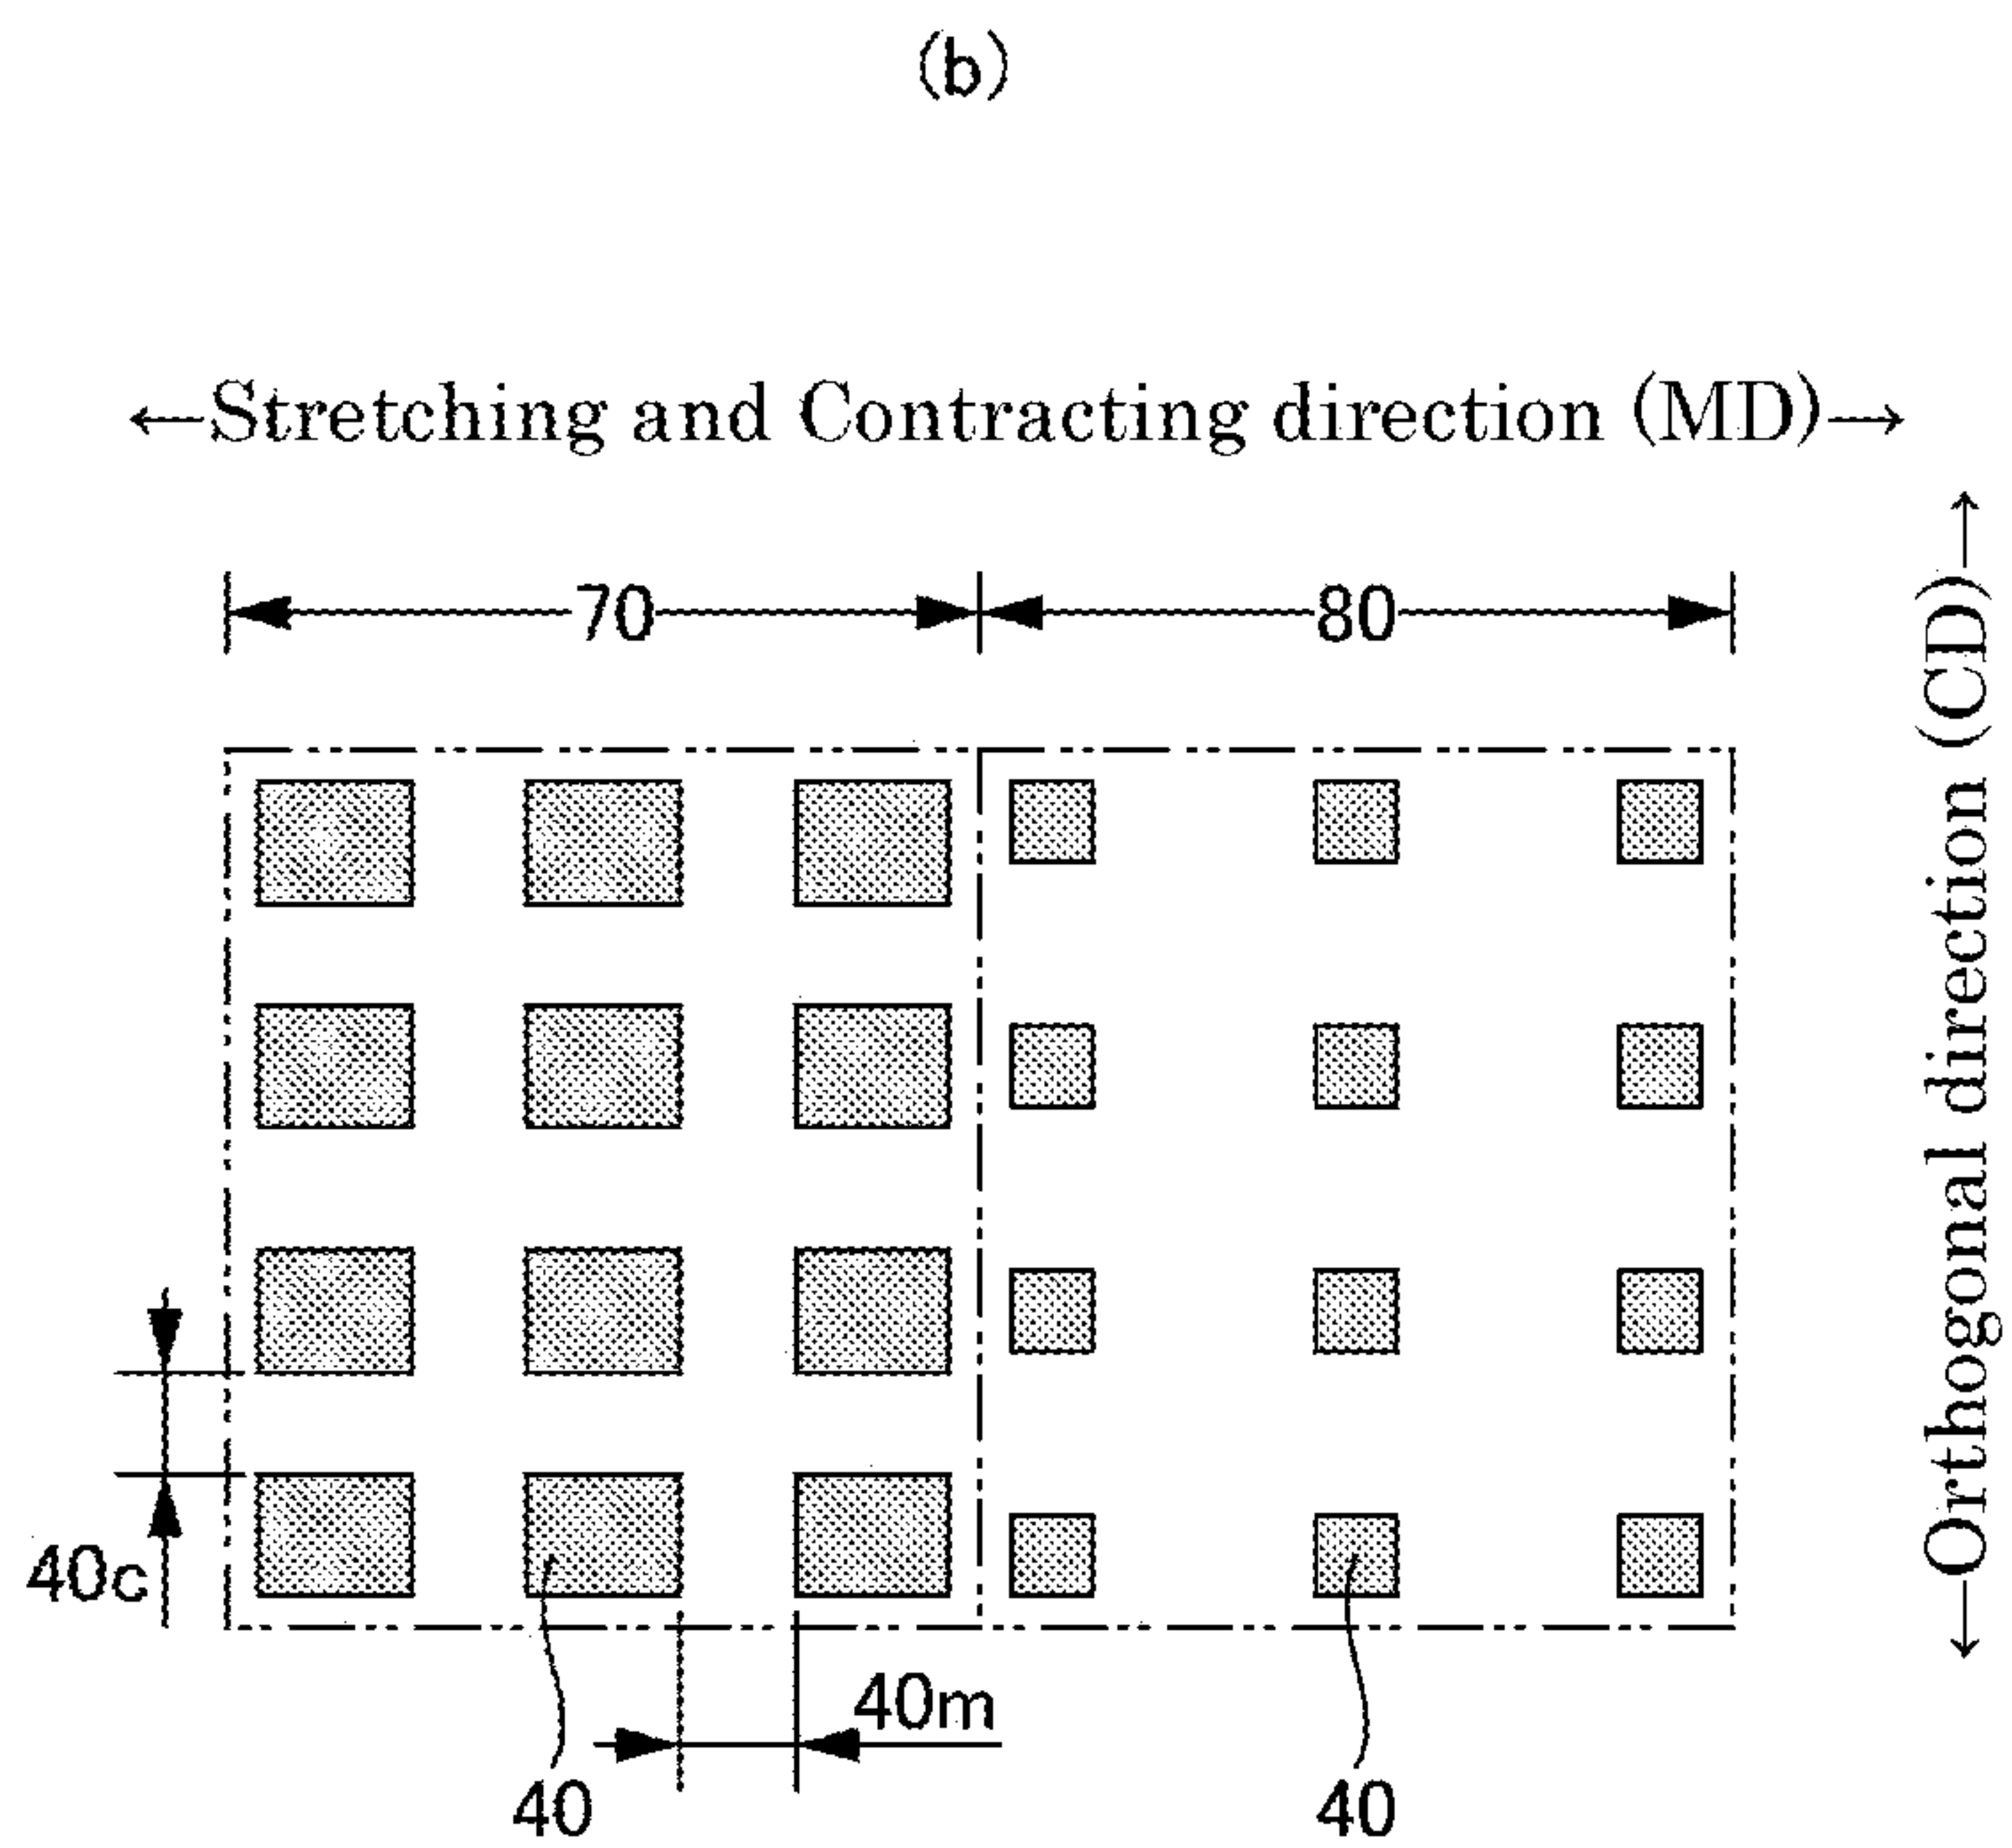 (b)
←Stretching and Contracting direction (MD)→
←Orthogonal direction (CD)→
70
80
40c
40m
40
40